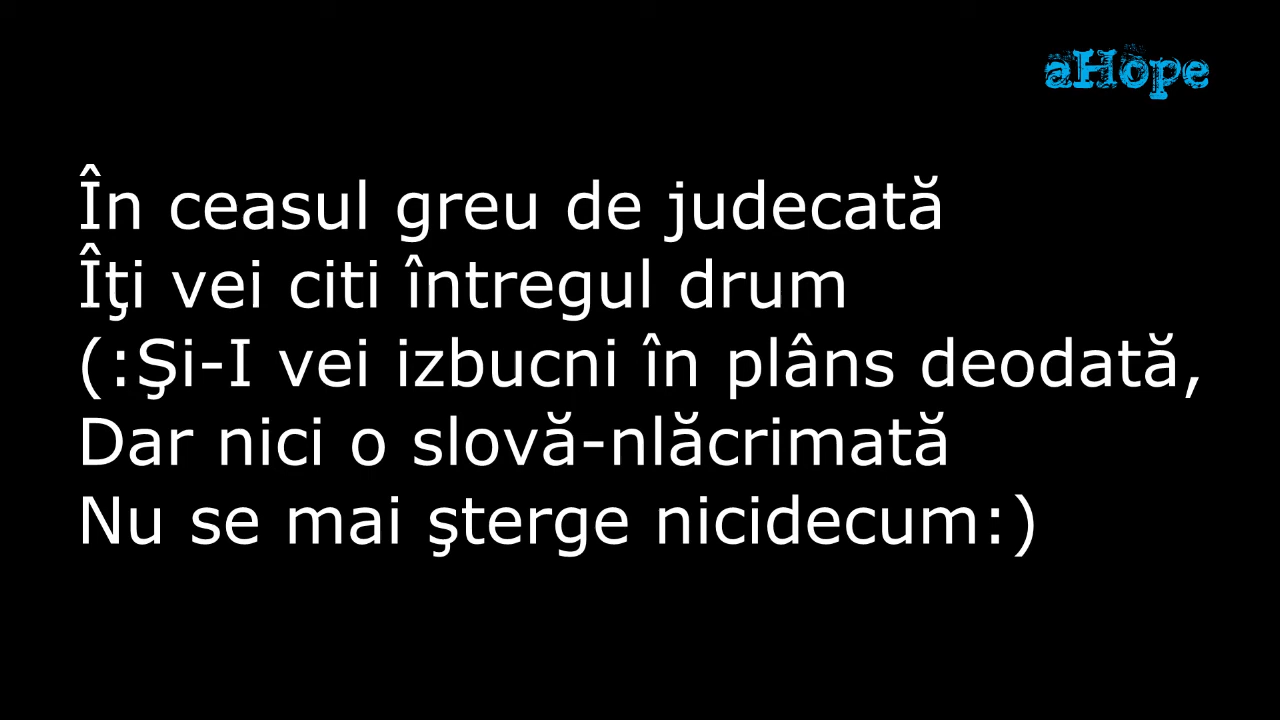 aHope
În ceasul greu de judecată
Îţi vei citi întregul drum
(:Şi-I vei izbucni în plâns deodată,
Dar nici o slovă-nlăcrimată
Nu se mai şterge nicidecum:)